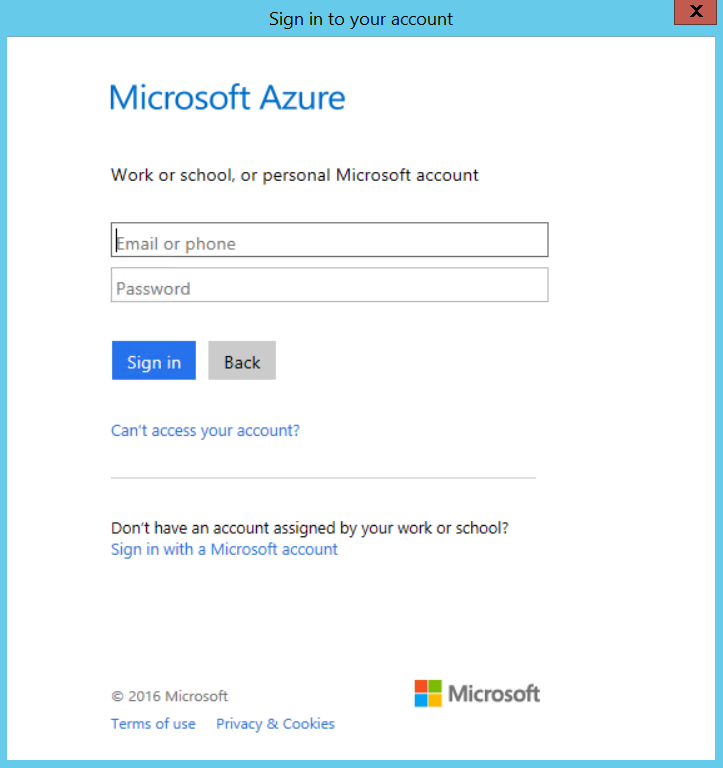 Sign in to your account
X
Microsoft Azure
Work or school, or personal Microsoft account
Email or phone
Password
Sign in
Back
Can't access your account?
Don't have an account assigned by your work or school?
Sign in with a Microsoft account
© 2016 Microsoft
Microsoft
Terms of use
Privacy & Cookies